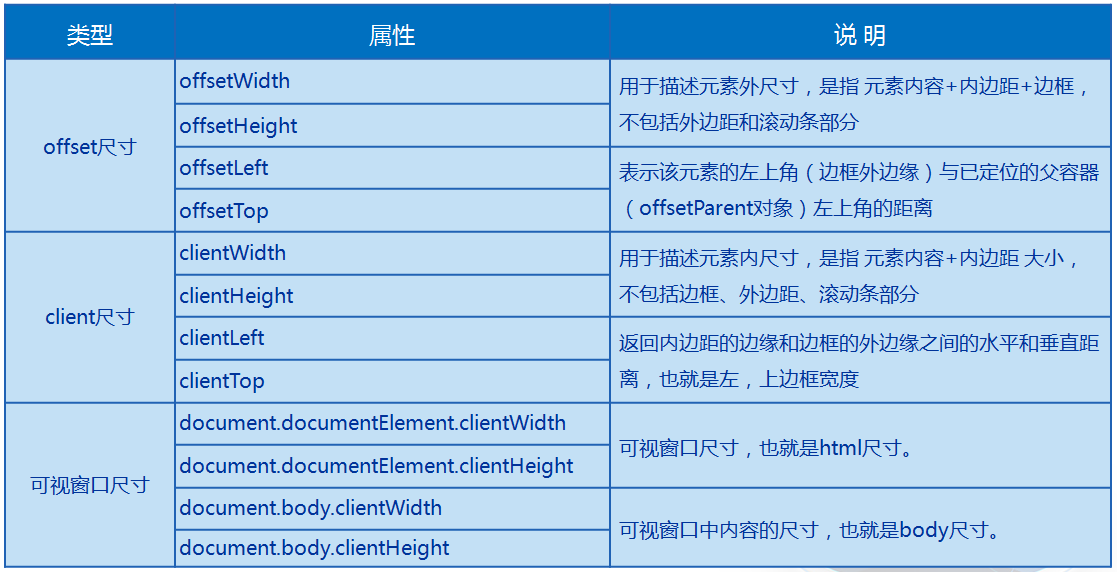 类型 属性 说 明
offset尺寸
offsetWidth
offsetHeight
用于描述元素外尺寸，是指 元素内容+内边距+边框，
不包括外边距和滚动条部分
offsetLeft
offsetTop
表示该元素的左上角（边框外边缘）与已定位的父容器
（offsetParent对象）左上角的距离
client尺寸
clientWidth
clientHeight
用于描述元素内尺寸，是指 元素内容+内边距 大小，
不包括边框、外边距、滚动条部分
clientLeft
clientTop
返回内边距的边缘和边框的外边缘之间的水平和垂直距
离，也就是左，上边框宽度
可视窗口尺寸
document.documentElement.clientWidth
document.documentElement.clientHeight
可视窗口尺寸，也就是html尺寸。
document.body.clientWidth
document.body.clientHeight
可视窗口中内容的尺寸，也就是body尺寸。